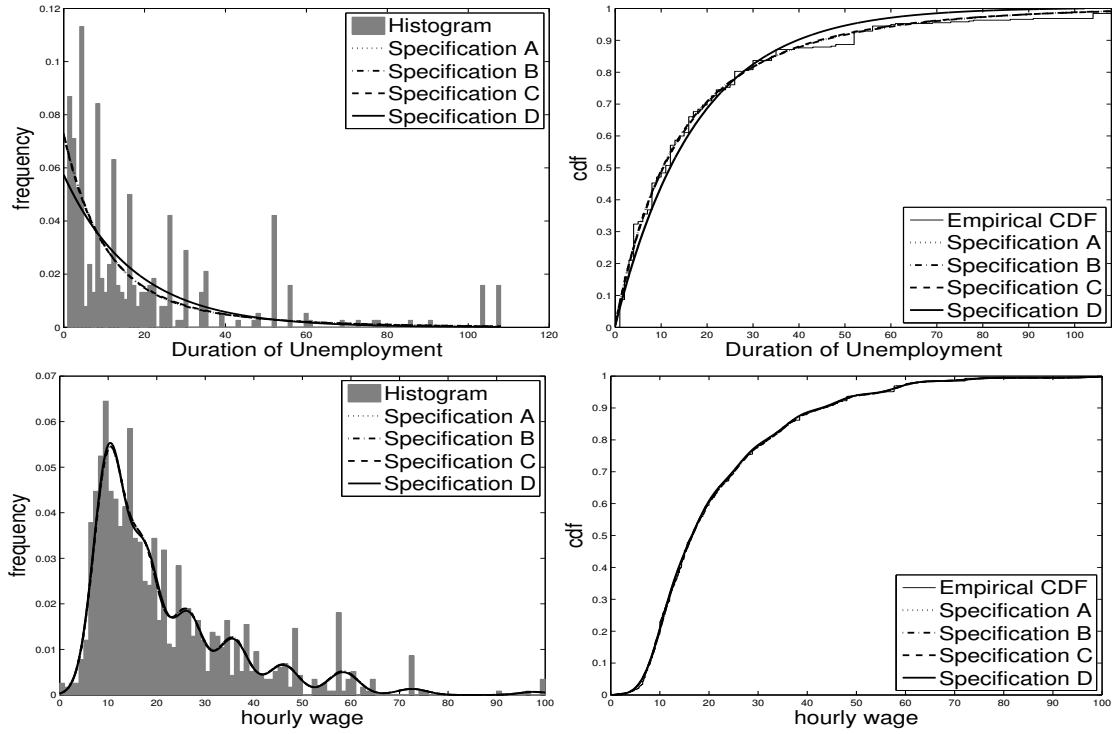 0.12
0.1
0.08
0.06
0.04
0.02
0
frequency
Histogram
Specification A
Specification B
Specification C
Specification D
0 20 40 60 80 100 120
Duration of Unemployment
1
0.9
0.8
0.7
0.6
0.5
0.4
0.3
0.2
0.1
0
cdf
Empirical CDF
Specification A
Specification B
Specification C
Specification D
0 10 20 30 40 50 60 70 80 90 100
Duration of Unemployment
0.07
0.06
0.05
0.04
0.03
0.02
0.01
0
frequency
Histogram
Specification A
Specification B
Specification C
Specification D
0 10 20 30 40 50 60 70 80 90 100
hourly wage
1
0.9
0.8
0.7
0.6
0.5
0.4
0.3
0.2
0.1
0
cdf
Empirical CDF
Specification A
Specification B
Specification C
Specification D
0 10 20 30 40 50 60 70 80 90 100
hourly wage